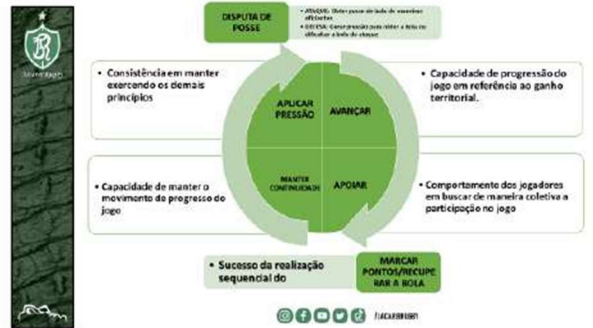 DISPUTA DE
POSSE
• ATAQUE: Obter posse de bola de maneira
eficientes
• DEFESA: Gerar pressão para obter a bola ou
dificultar a bola do ataque
• Consistência em manter
exercendo os demais
princípios
APLICAR
PRESSÃO
AVANÇAR
• Capacidade de progressão do
jogo em referência ao ganho
territorial.
• Capacidade de manter o
movimento de progresso do
jogo
MANTER
CONTINUIDADE
APOIAR
• Comportamento dos jogadores
em buscar de maneira coletiva a
participação no jogo
• Sucesso da realização
sequencial do
MARCAR
PONTOS/RECUPE
RAR A BOLA